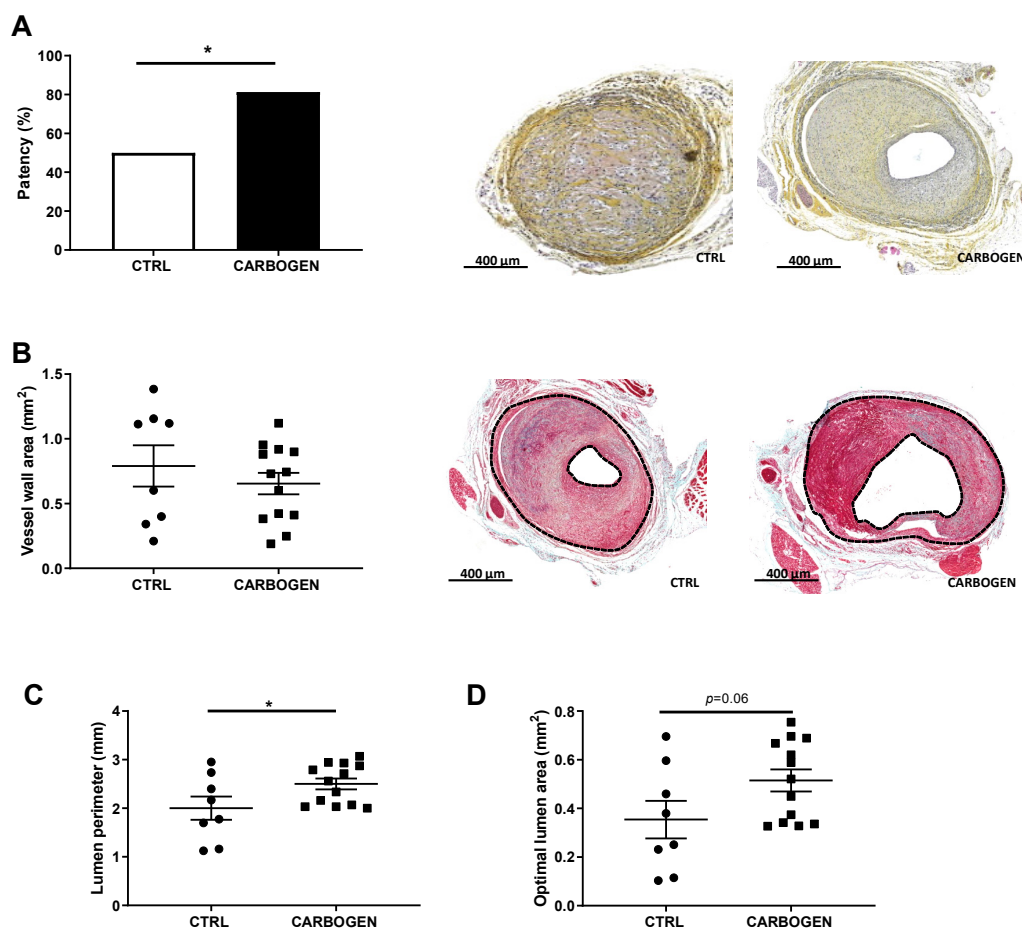 A
*
100
80
60
40
20
0
Patency (%)
CTRL
CARBOGEN
400 µm
CTRL
400 µm
CARBOGEN
B
1.5
1.0
0.5
0.0
Vessel wall area (mm²)
CTRL
CARBOGEN
400 µm
CTRL
400 µm
CARBOGEN
C
*
4
3
2
1
0
Lumen perimeter (mm)
CTRL
CARBOGEN
D
p=0.06
0.8
0.6
0.4
0.2
0.0
Optimal lumen area (mm²)
CTRL
CARBOGEN